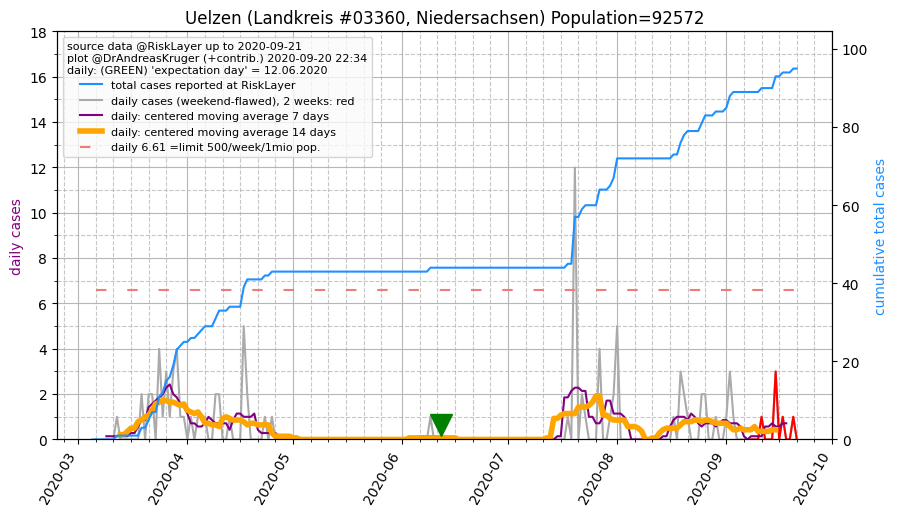 Uelzen (Landkreis #03360, Niedersachsen) Population=92572
source data @RiskLayer up to 2020-09-21
plot @DrAndreasKruger (+contrib.) 2020-09-20 22:34
daily: (GREEN) 'expectation day' = 12.06.2020
total cases reported at RiskLayer
daily cases (weekend-flawed), 2 weeks: red
daily: centered moving average 7 days
daily: centered moving average 14 days
daily 6.61 =limit 500/week/1mio pop.
daily cases
18
16
14
12
10
8
6
4
2
0
100
80
60
40
20
0
cumulative total cases
2020-03
2020-04
2020-05
2020-06
2020-07
2020-08
2020-09
2020-10